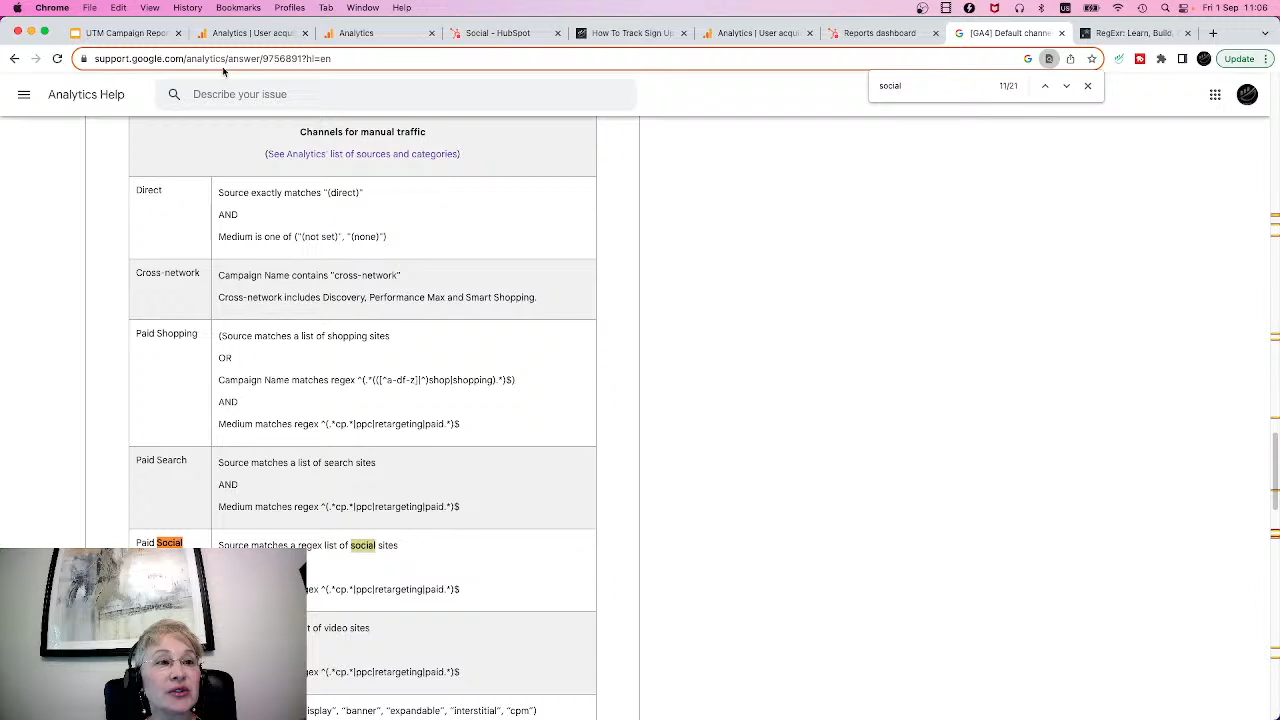 Chrome File Edit View History Bookmarks Profiles Tab Window Help
US
Fri 1 Sep 11:06
UTM Campaign Repor
Analytics | User acqui
Analytics
Social - HubSpot
How To Track Sign Up
Analytics | User acqui
Reports dashboard
[GA4] Default channe
RegExr: Learn, Build,
support.google.com/analytics/answer/9756891?hl=en
Update
Analytics Help
Describe your issue
social
11/21
Channels for manual traffic
(See Analytics' list of sources and categories)
Direct
Source exactly matches "(direct)"
AND
Medium is one of ("(not set)", "(none)")
Cross-network
Campaign Name contains "cross-network"
Cross-network includes Discovery, Performance Max and Smart Shopping.
Paid Shopping
(Source matches a list of shopping sites
OR
Campaign Name matches regex ^(.*(([^a-df-z]|^)shop|shopping).*)$)
AND
Medium matches regex ^(.*cp.*|ppc|retargeting|paid.*)$
Paid Search
Source matches a list of search sites
AND
Medium matches regex ^(.*cp.*|ppc|retargeting|paid.*)$
Paid Social
Source matches a regex list of social sites
ex ^(.*cp.*|ppc|retargeting|paid.*)$
t of video sites
ex ^(.*cp.*|ppc|retargeting|paid.*)$
isplay", "banner", "expandable", "interstitial", "cpm")